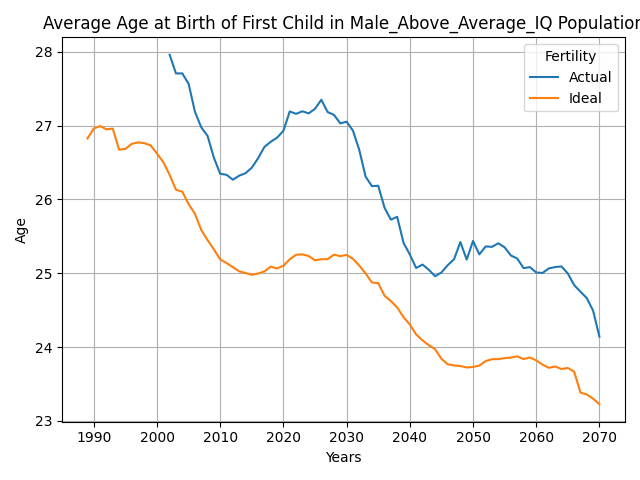 Average Age at Birth of First Child in Male_Above_Average_IQ Population
Fertility
Actual
Ideal
Age
28
27
26
25
24
23
1990 2000 2010 2020 2030 2040 2050 2060 2070
Years